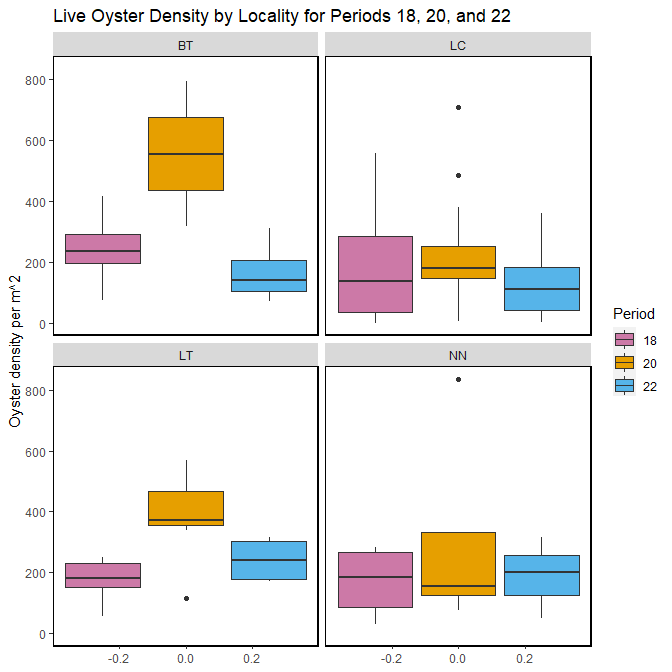 Live Oyster Density by Locality for Periods 18, 20, and 22
BT
LC
800
600
400
200
0
LT
NN
800
600
400
200
0
-0.2
0.0
0.2
-0.2
0.0
0.2
Oyster density per m^2
Period
18
20
22